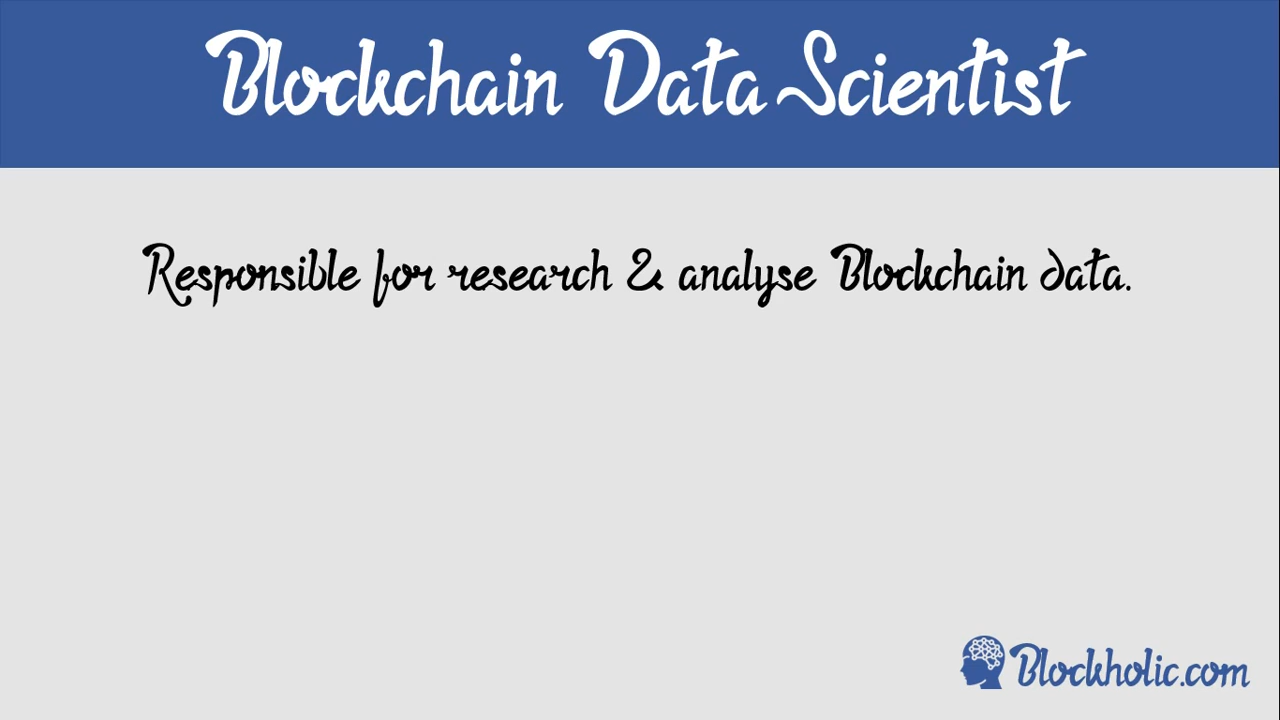 Blockchain Data Scientist
Responsible for research & analyse Blockchain data.
Blockholic.com